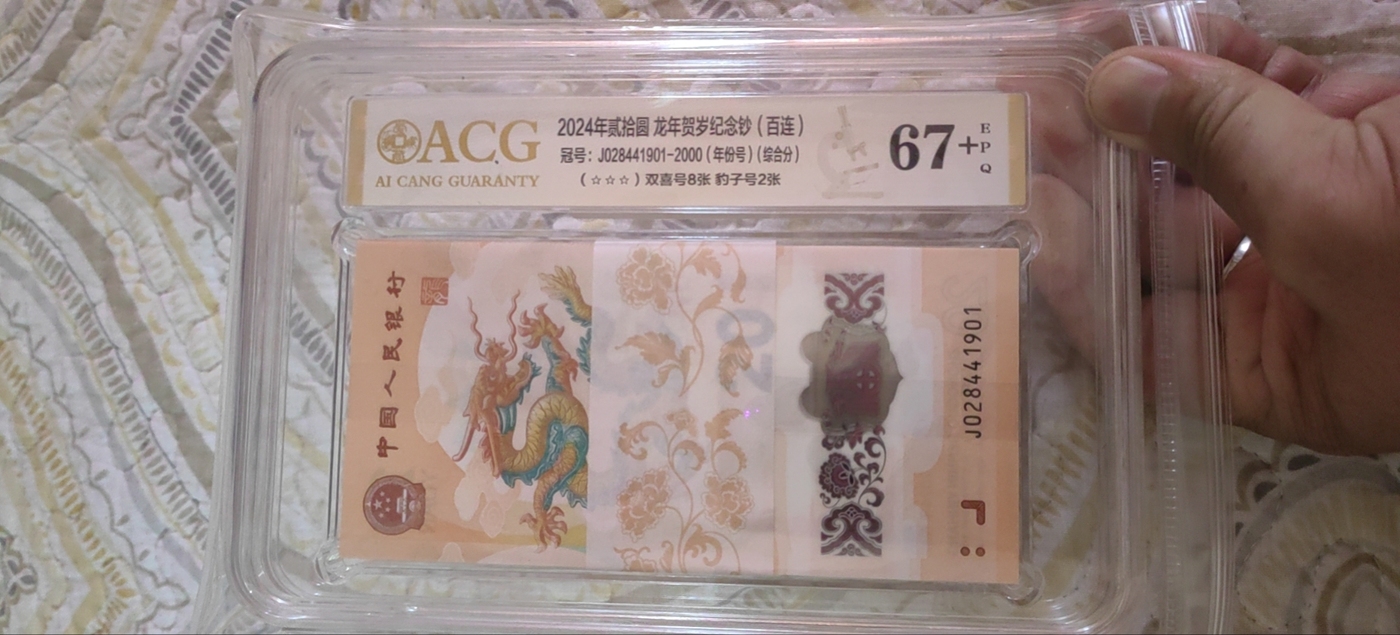 ACG
AI CANG GUARANTY
2024年贰拾圆 龙年贺岁纪念钞（百连）
冠号：J028441901-2000（年份号）（综合分）
（☆☆☆）双喜号8张 豹子号2张
67+
EPQ
中国人民银行
J028441901